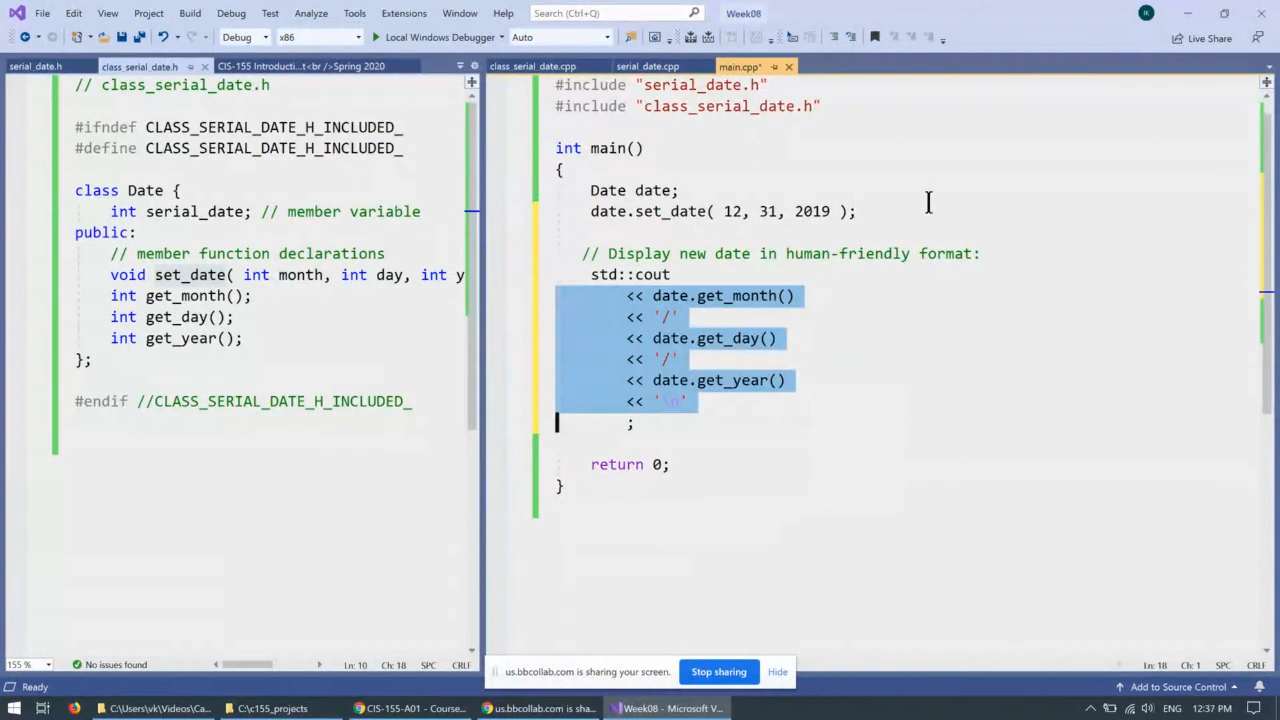 File Edit View Project Build Debug Test Analyze Tools Extensions Window Help Search (Ctrl+Q) Week08 IK
Debug x86 Local Windows Debugger Auto Live Share
serial_date.h class_serial_date.h CIS-155 Introducti...t<br />Spring 2020 class_serial_date.cpp serial_date.cpp main.cpp*
// class_serial_date.h
#ifndef CLASS_SERIAL_DATE_H_INCLUDED_
#define CLASS_SERIAL_DATE_H_INCLUDED_
class Date {
int serial_date; // member variable
public:
// member function declarations
void set_date( int month, int day, int y
int get_month();
int get_day();
int get_year();
};
#endif //CLASS_SERIAL_DATE_H_INCLUDED_
#include "serial_date.h"
#include "class_serial_date.h"
int main()
{
Date date;
date.set_date( 12, 31, 2019 );
// Display new date in human-friendly format:
std::cout
<< date.get_month()
<< '/'
<< date.get_day()
<< '/'
<< date.get_year()
<< '\n'
;
return 0;
}
155 % No issues found Ln: 10 Ch: 18 SPC CRLF
Ln: 18 Ch: 1 SPC CRLF
us.bbcollab.com is sharing your screen. Stop sharing Hide
Ready Add to Source Control
C:\Users\vk\Videos\Ca... C:\c155_projects CIS-155-A01 – Course... us.bbcollab.com is sha... Week08 - Microsoft V... 12:37 PM